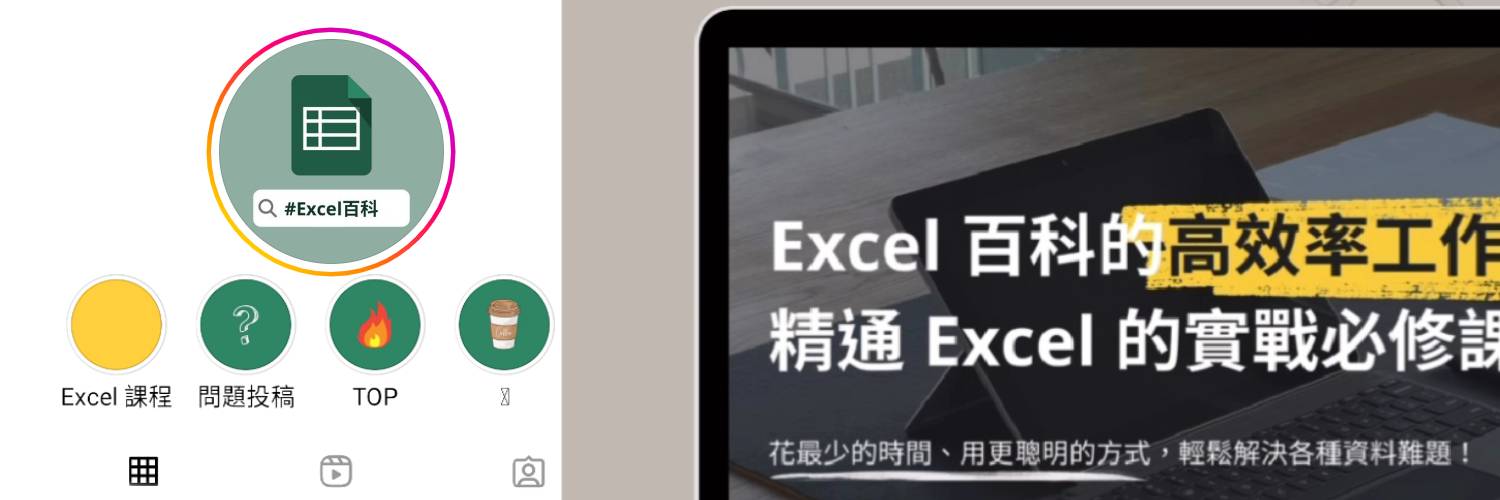 #Excel百科
Excel 課程
問題投稿
TOP
Excel 百科的高效率工作
精通 Excel 的實戰必修課
花最少的時間、用更聰明的方式，輕鬆解決各種資料難題！